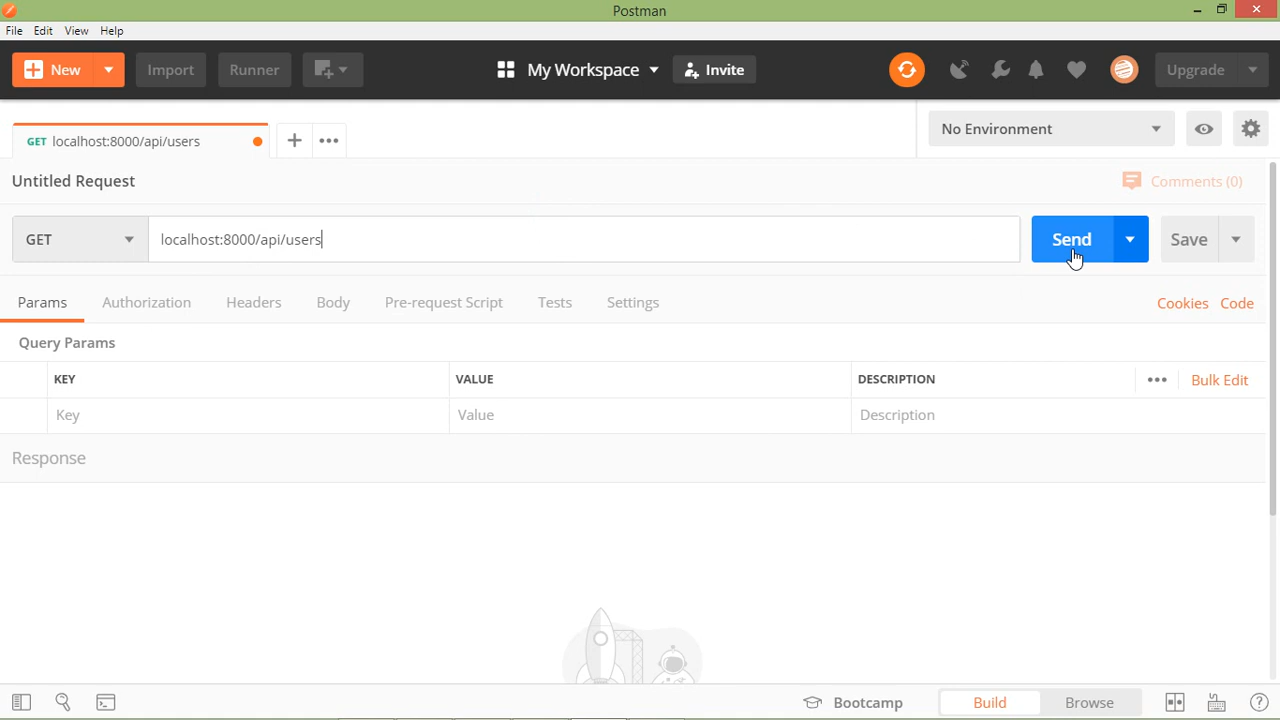 Postman
File Edit View Help
New Import Runner My Workspace Invite Upgrade
GET localhost:8000/api/users No Environment
Untitled Request Comments (0)
GET localhost:8000/api/users Send Save
Params Authorization Headers Body Pre-request Script Tests Settings Cookies Code
Query Params
KEY VALUE DESCRIPTION Bulk Edit
Key Value Description
Response
Bootcamp Build Browse